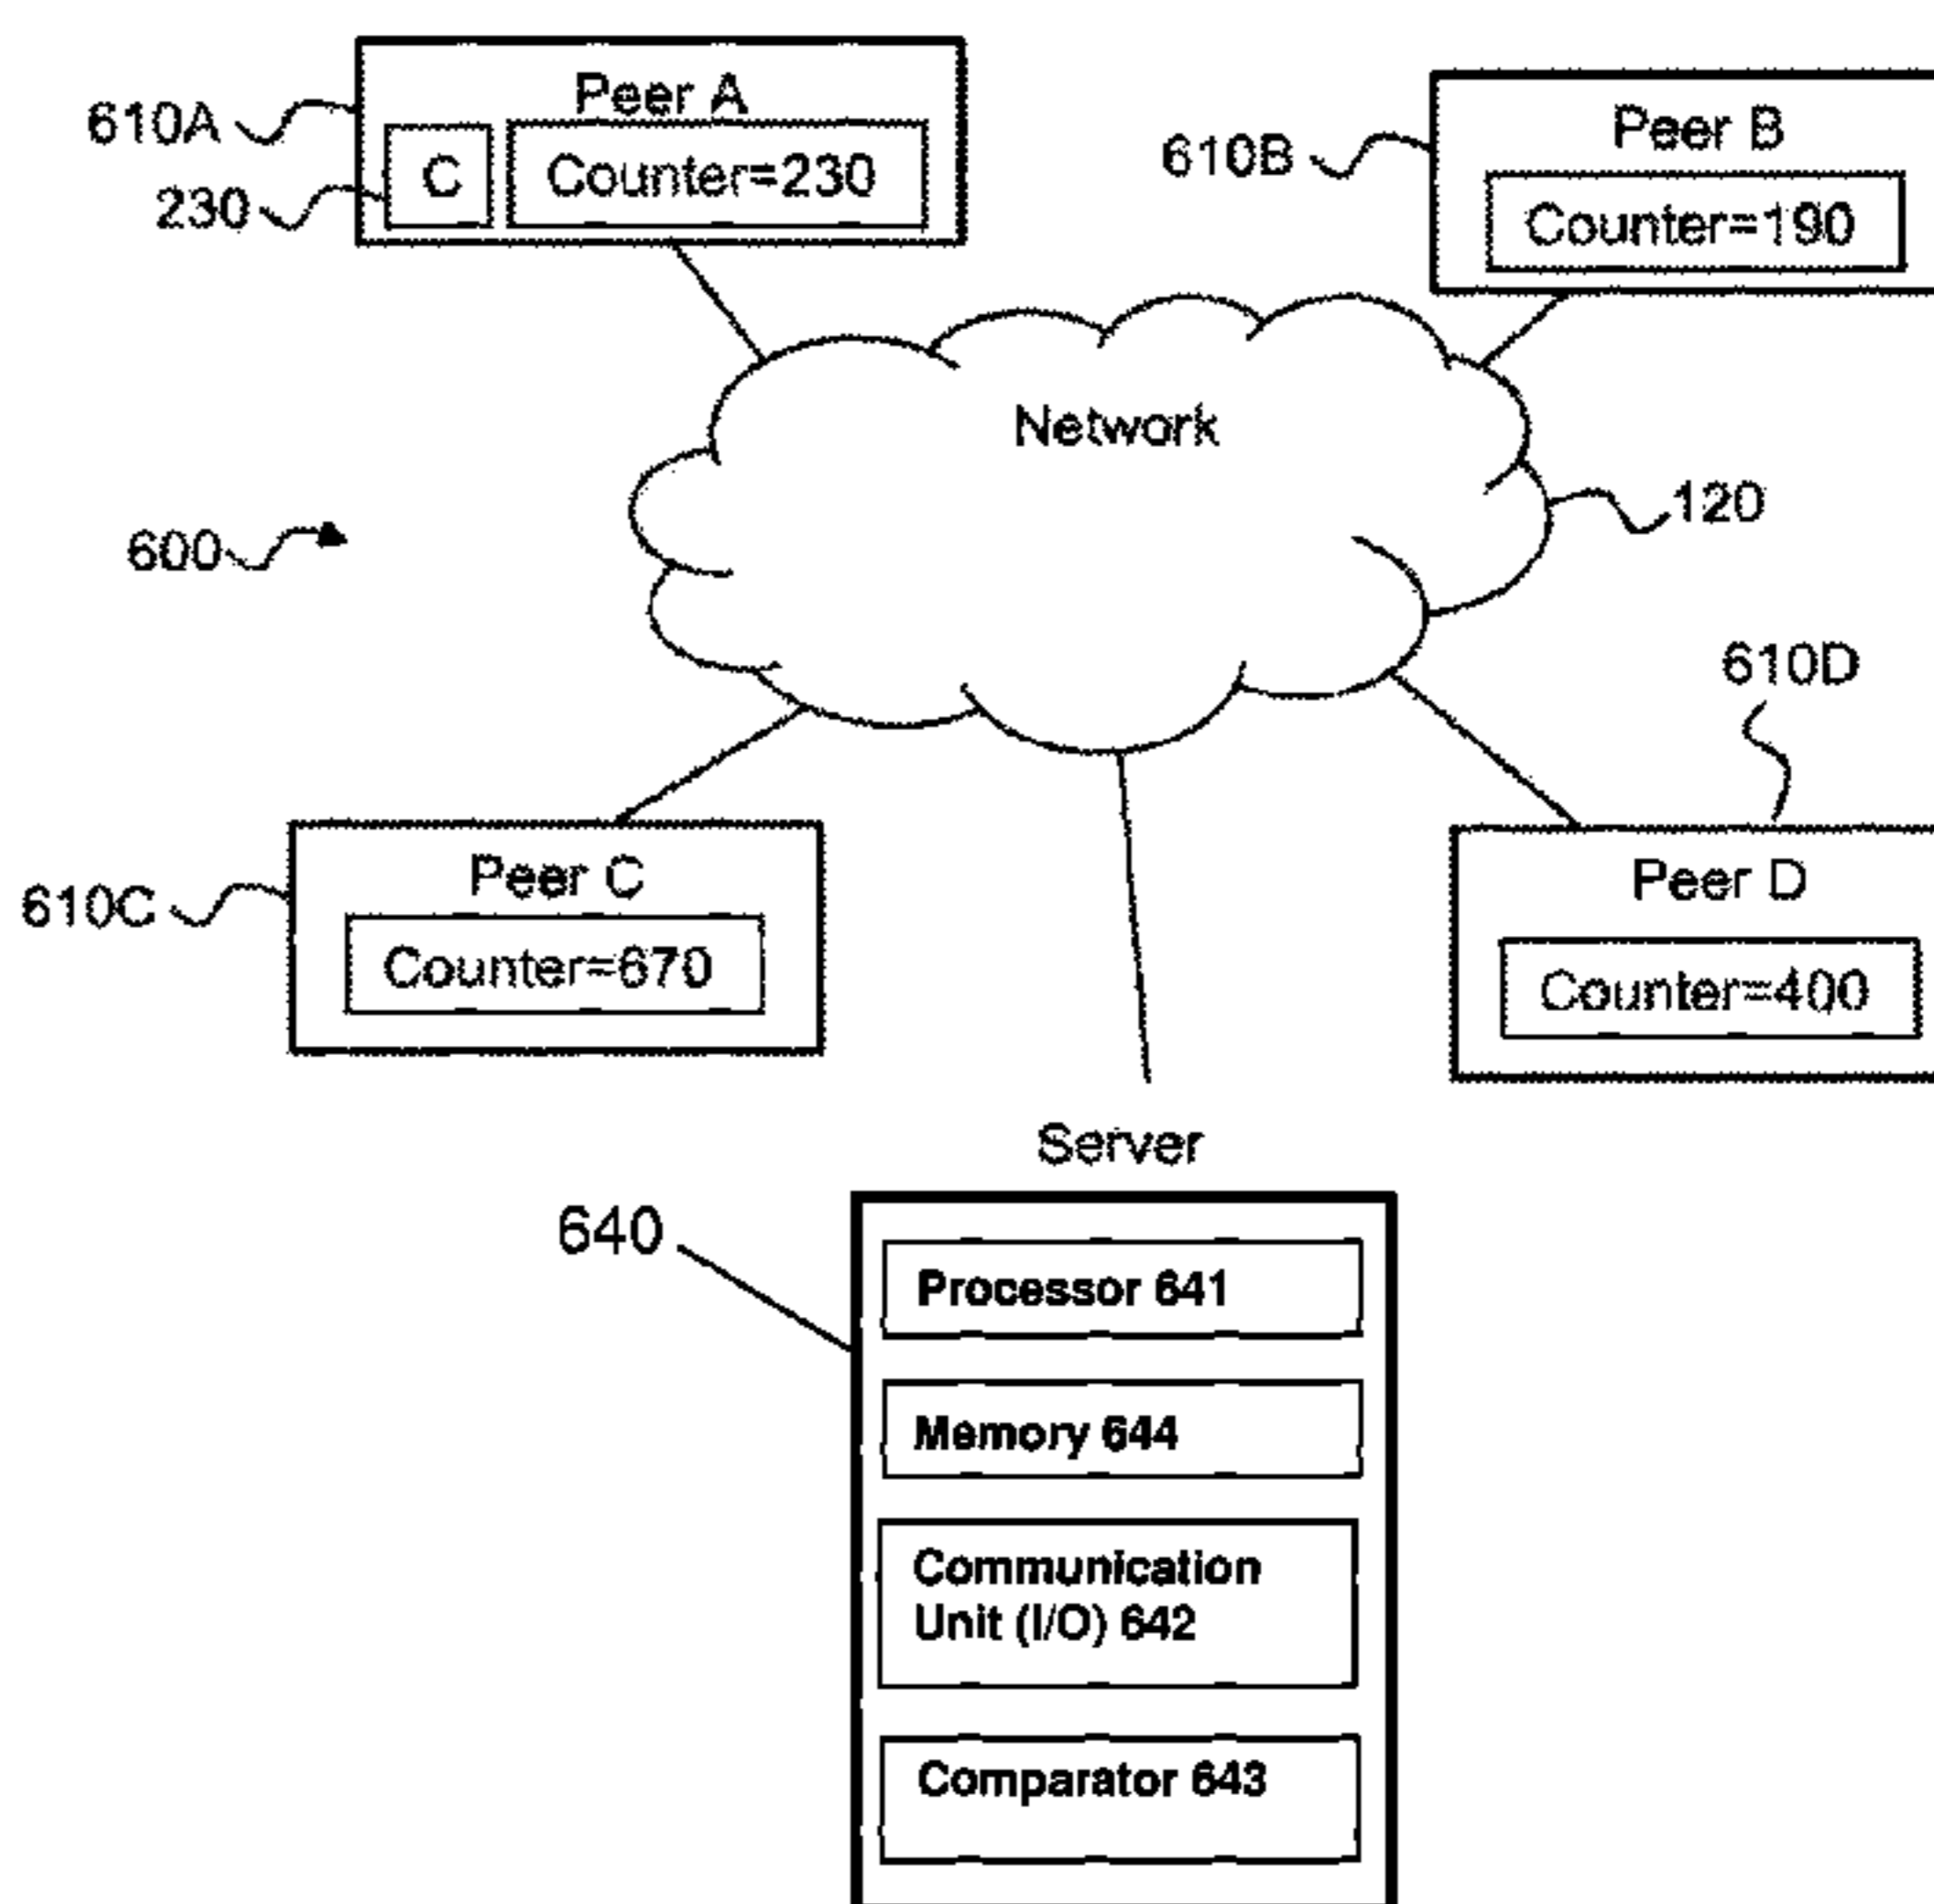 Peer A
610A
C
Counter=230
230
Peer B
610B
Counter=190
Network
120
600
610D
Peer C
610C
Counter=670
Peer D
Counter=400
Server
640
Processor 641
Memory 644
Communication
Unit (I/O) 642
Comparator 643